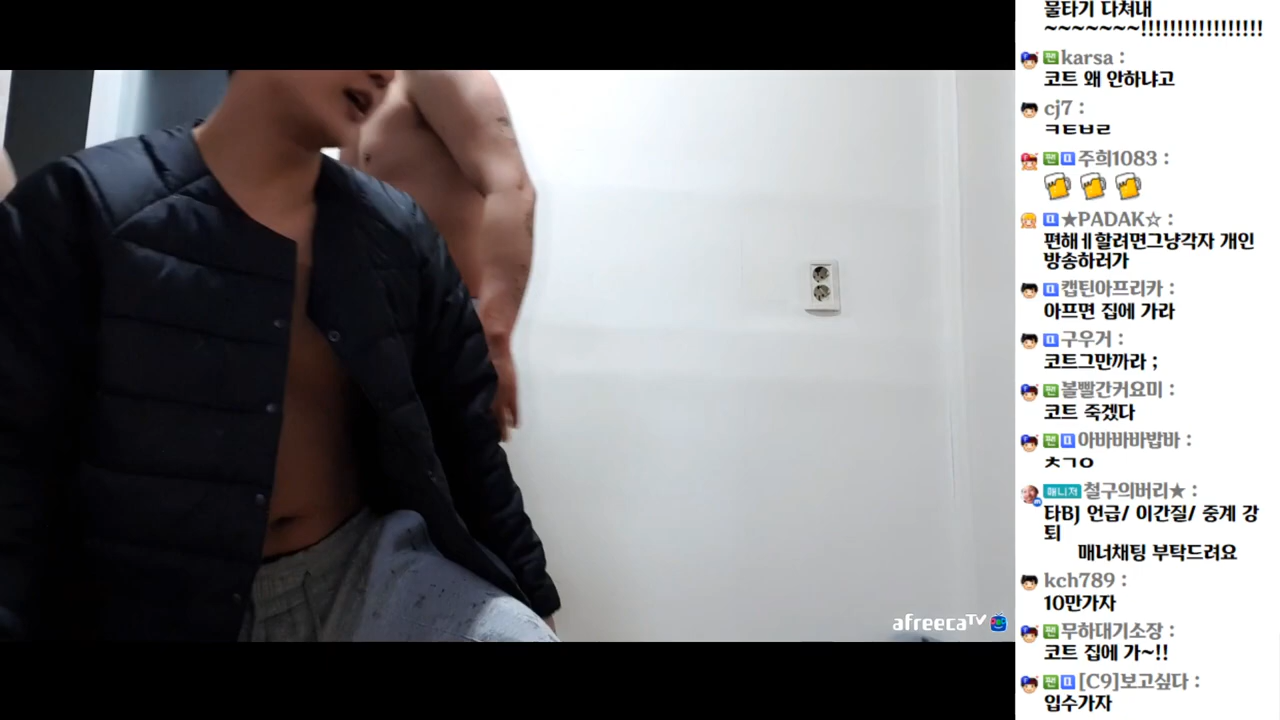 물타기 다쳐내
~~~~~~~!!!!!!!!!!!!!!!!!
karsa :
코트 왜 안하냐고
cj7 :
ㅋㅌㅂㄹ
주희1083 :
★PADAK☆ :
편해ㅔ할려면그냥각자 개인
방송하러가
캡틴아프리카 :
아프면 집에 가라
구우거 :
코트그만까라 ;
볼빨간커요미 :
코트 죽겠다
아바바바밥바 :
ㅊㄱㅇ
매니저 철구의버리★ :
타BJ 언급/ 이간질/ 중계 강
퇴
매너채팅 부탁드려요
kch789 :
10만가자
무하대기소장 :
코트 집에 가~!!
[C9]보고싶다 :
입수가자
afreecaTV